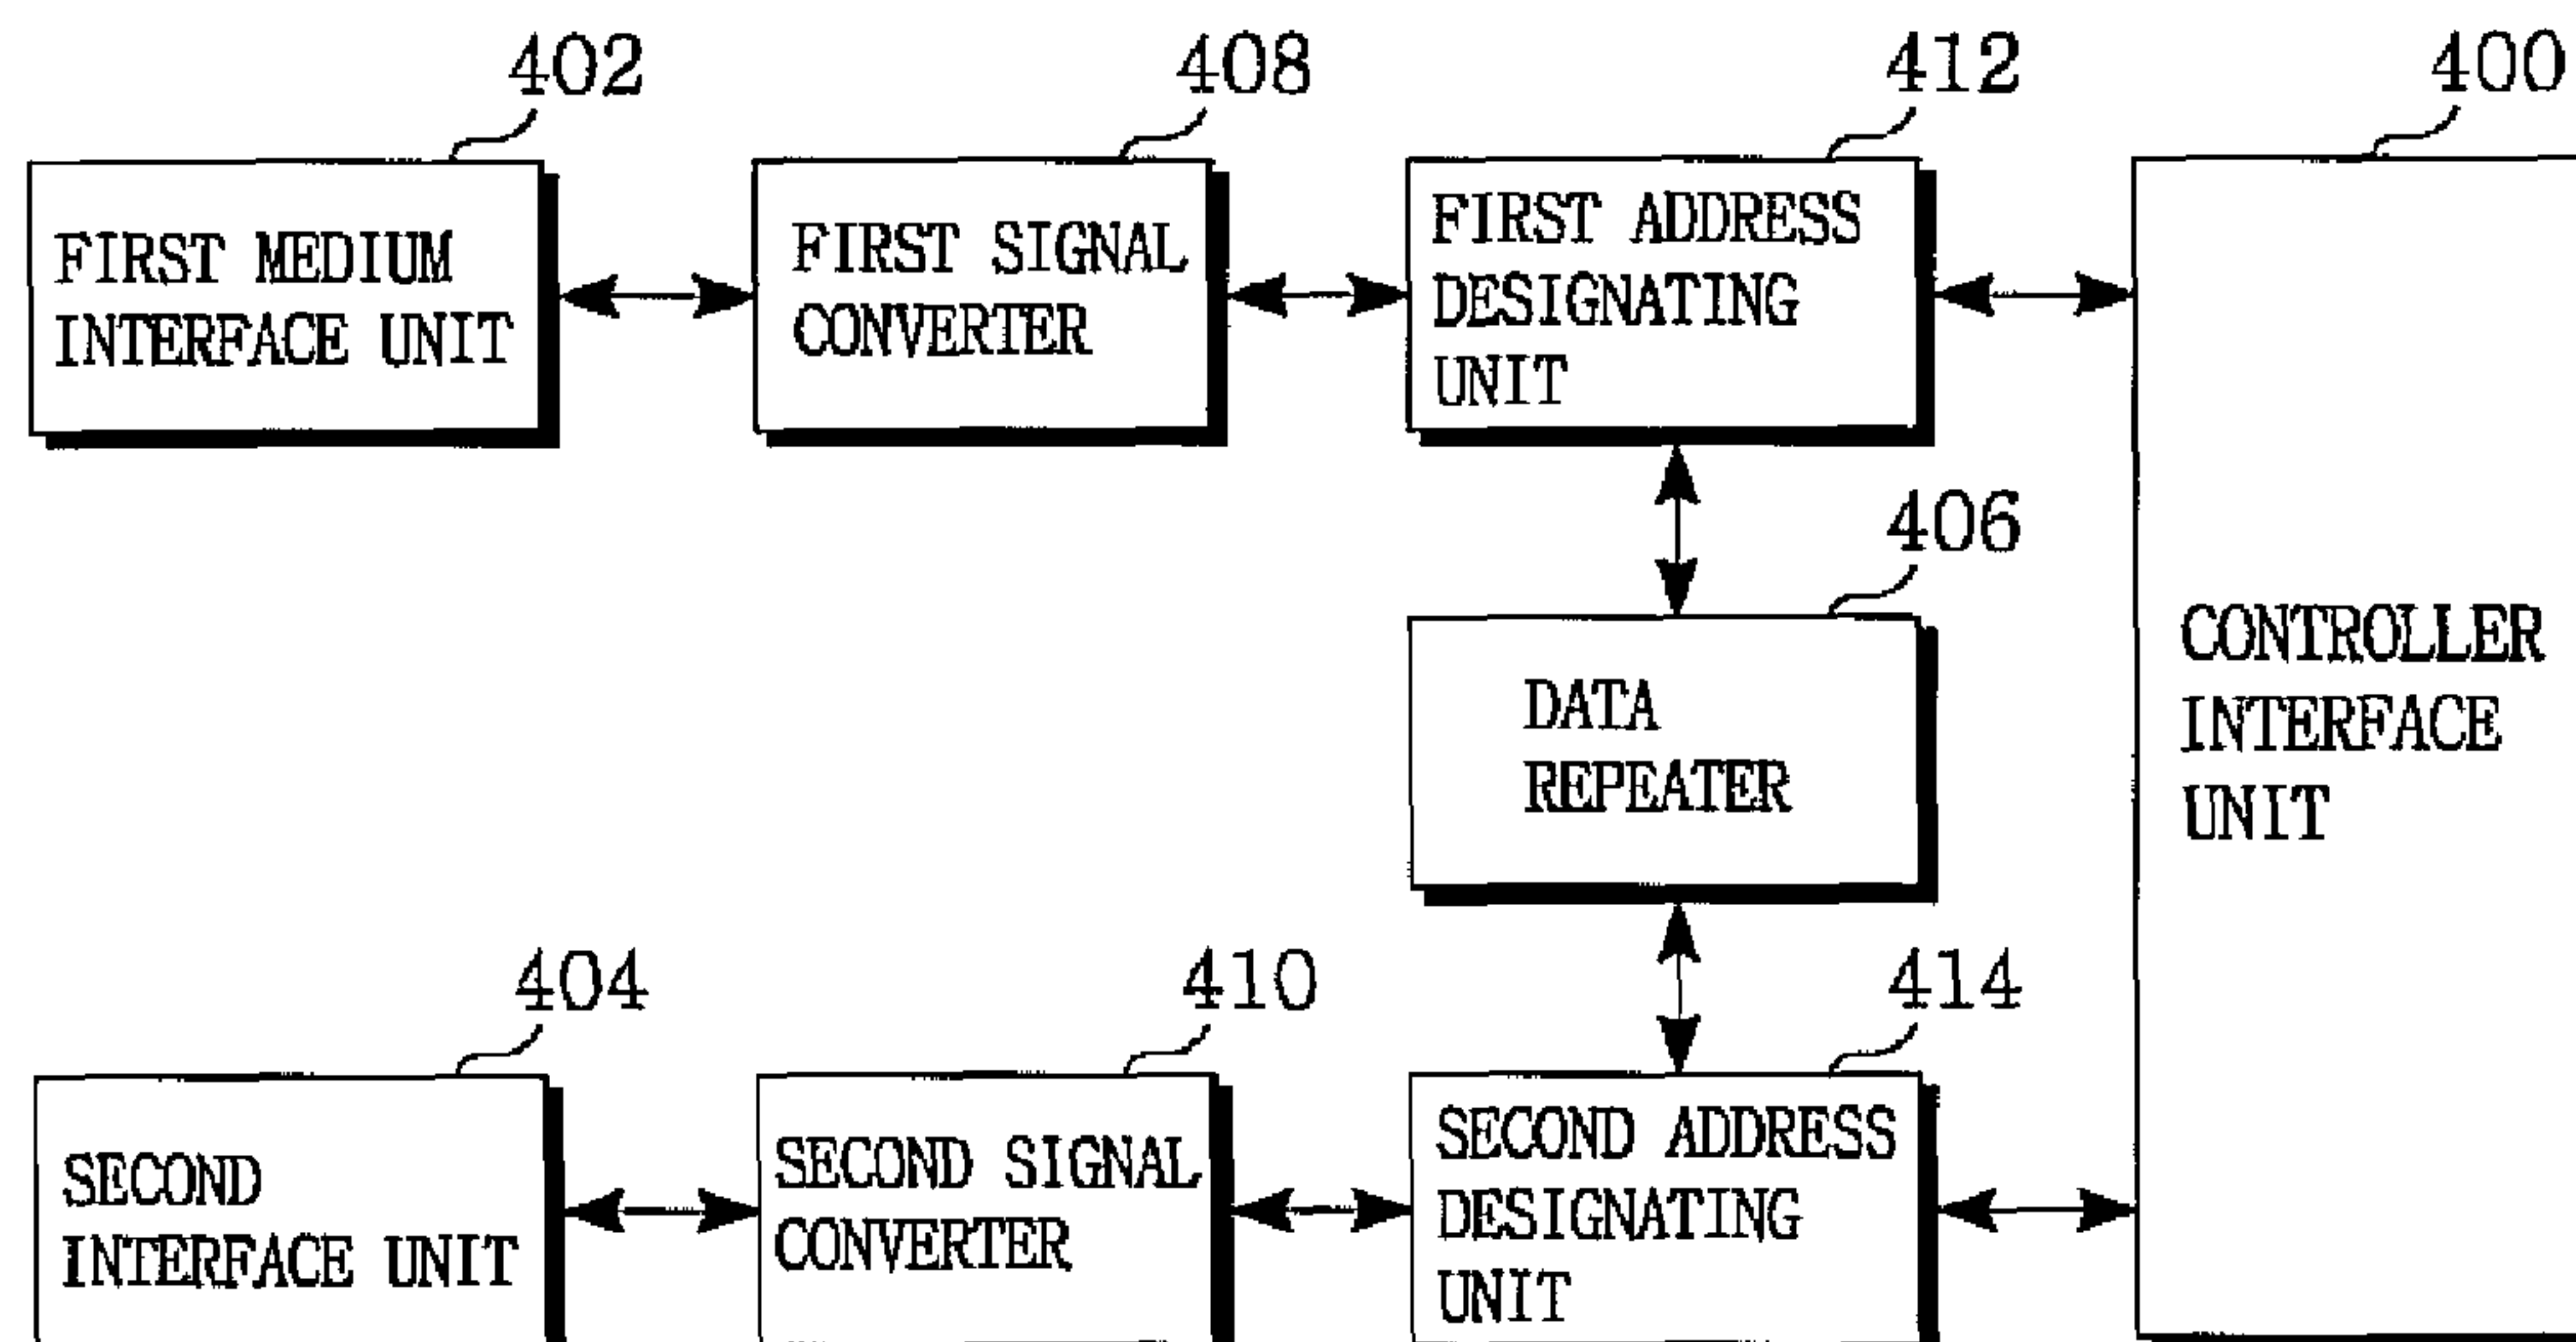 402
408
412
400
FIRST MEDIUM
INTERFACE UNIT
FIRST SIGNAL
CONVERTER
FIRST ADDRESS
DESIGNATING
UNIT
406
DATA
REPEATER
CONTROLLER
INTERFACE
UNIT
404
410
414
SECOND
INTERFACE UNIT
SECOND SIGNAL
CONVERTER
SECOND ADDRESS
DESIGNATING
UNIT